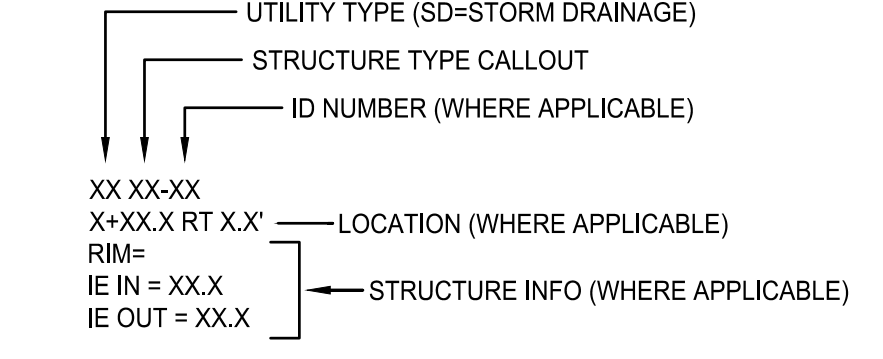 UTILITY TYPE (SD=STORM DRAINAGE)
STRUCTURE TYPE CALLOUT
ID NUMBER (WHERE APPLICABLE)
XX XX-XX
X+XX.X RT X.X' LOCATION (WHERE APPLICABLE)
RIM=
IE IN = XX.X STRUCTURE INFO (WHERE APPLICABLE)
IE OUT = XX.X